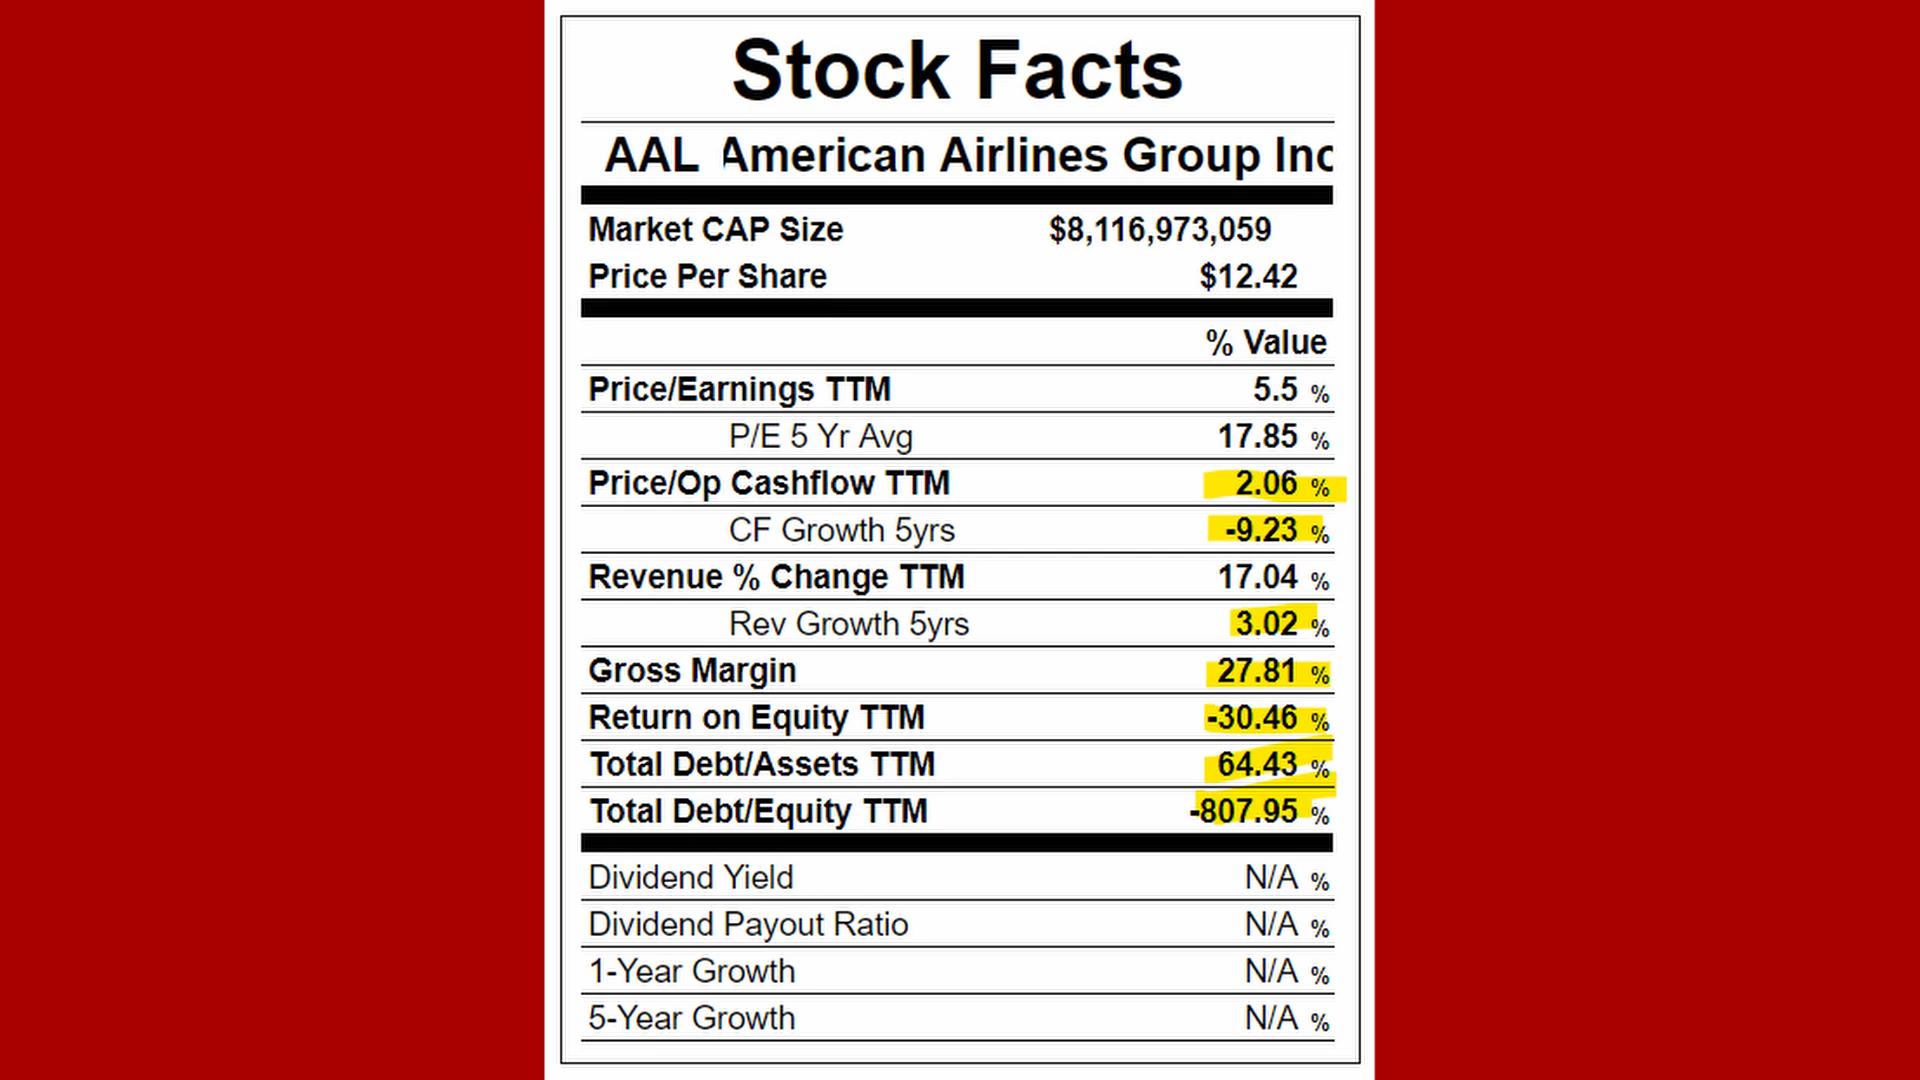 Stock Facts
AAL American Airlines Group Inc
Market CAP Size $8,116,973,059
Price Per Share $12.42
% Value
Price/Earnings TTM 5.5 %
P/E 5 Yr Avg 17.85 %
Price/Op Cashflow TTM 2.06 %
CF Growth 5yrs -9.23 %
Revenue % Change TTM 17.04 %
Rev Growth 5yrs 3.02 %
Gross Margin 27.81 %
Return on Equity TTM -30.46 %
Total Debt/Assets TTM 64.43 %
Total Debt/Equity TTM -807.95 %
Dividend Yield N/A %
Dividend Payout Ratio N/A %
1-Year Growth N/A %
5-Year Growth N/A %